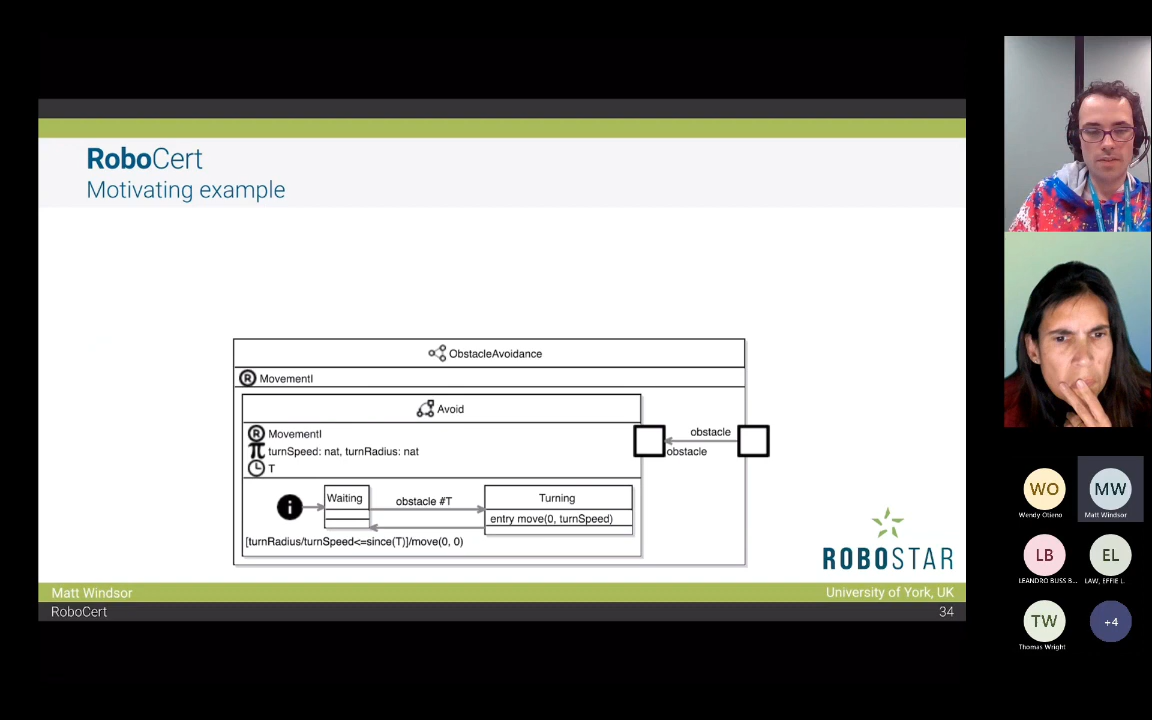 RoboCert
Motivating example
ObstacleAvoidance
R MovementI
Avoid
R MovementI
π turnSpeed: nat, turnRadius: nat
T
obstacle
obstacle
i
Waiting
obstacle #T
Turning
entry move(0, turnSpeed)
[turnRadius/turnSpeed<=since(T)]/move(0, 0)
ROBOSTAR
Matt Windsor
University of York, UK
RoboCert
34
WO
Wendy Otieno
MW
Matt Windsor
LB
LEANDRO BUSS B...
EL
LAW, EFFIE L.
TW
Thomas Wright
+4